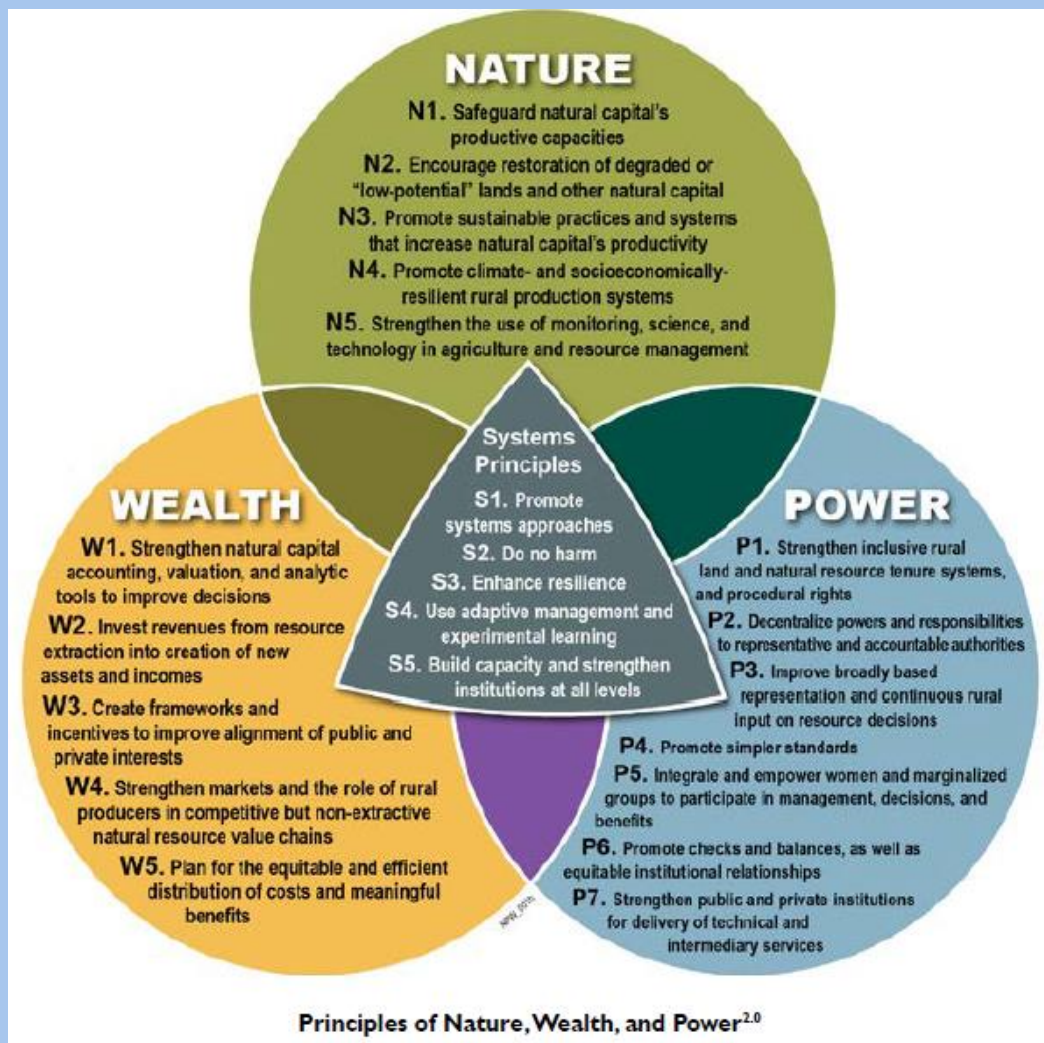 NATURE
N1. Safeguard natural capital's
productive capacities
N2. Encourage restoration of degraded or
"low-potential" lands and other natural capital
N3. Promote sustainable practices and systems
that increase natural capital's productivity
N4. Promote climate- and socioeconomically-
resilient rural production systems
N5. Strengthen the use of monitoring, science, and
technology in agriculture and resource management
Systems
Principles
S1. Promote
systems approaches
S2. Do no harm
S3. Enhance resilience
S4. Use adaptive management and
experimental learning
S5. Build capacity and strengthen
institutions at all levels
WEALTH
W1. Strengthen natural capital
accounting, valuation, and analytic
tools to improve decisions
W2. Invest revenues from resource
extraction into creation of new
assets and incomes
W3. Create frameworks and
incentives to improve alignment of public and
private interests
W4. Strengthen markets and the role of rural
producers in competitive but non-extractive
natural resource value chains
W5. Plan for the equitable and efficient
distribution of costs and meaningful
benefits
POWER
P1. Strengthen inclusive rural
land and natural resource tenure systems,
and procedural rights
P2. Decentralize powers and responsibilities
to representative and accountable authorities
P3. Improve broadly based
representation and continuous rural
input on resource decisions
P4. Promote simpler standards
P5. Integrate and empower women and marginalized
groups to participate in management, decisions, and
benefits
P6. Promote checks and balances, as well as
equitable institutional relationships
P7. Strengthen public and private institutions
for delivery of technical and
intermediary services
Principles of Nature, Wealth, and Power2.0